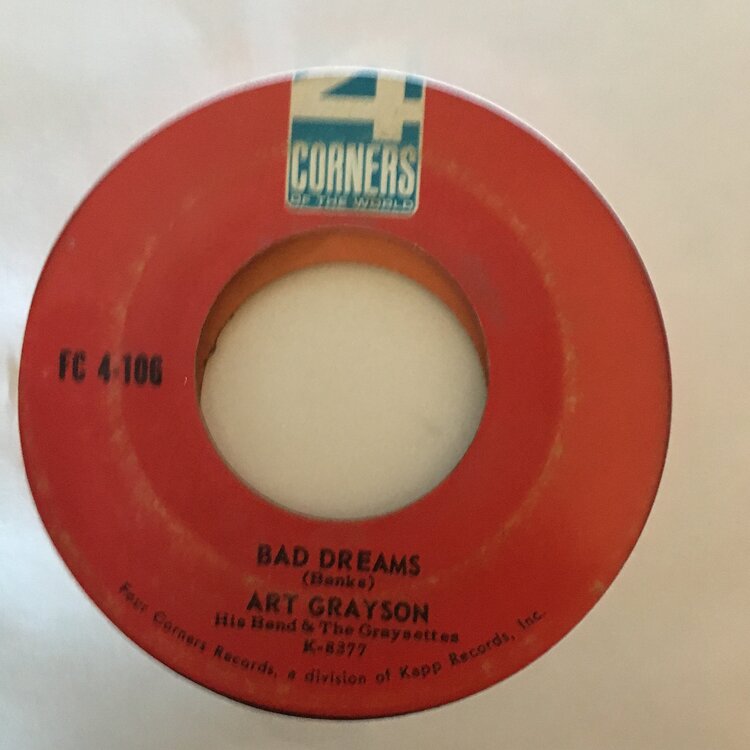 4
CORNERS
OF THE WORLD
FC 4-106
BAD DREAMS
(Banks)
ART GRAYSON
His Band & The Graysettes
K-8377
Four Corners Records, a division of Kapp Records, Inc.